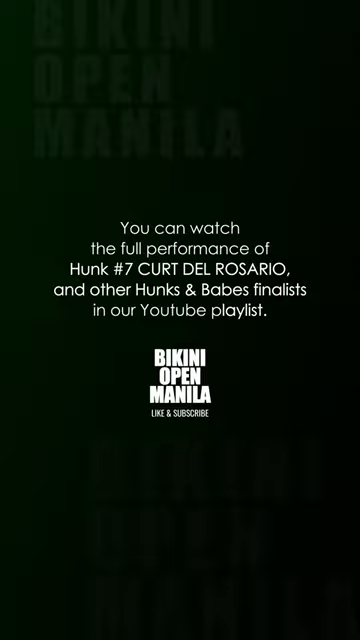 BIKINI
OPEN
MANILA
You can watch
the full performance of
Hunk #7 CURT DEL ROSARIO,
and other Hunks & Babes finalists
in our Youtube playlist.
BIKINI
OPEN
MANILA
LIKE & SUBSCRIBE
BIKINI
OPEN
MANILA